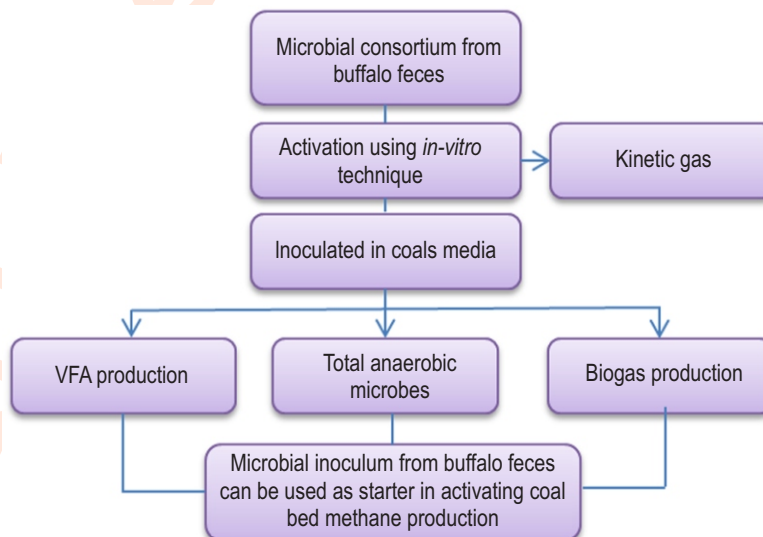 Microbial consortium from
buffalo feces
Activation using in-vitro
technique
Kinetic gas
Inoculated in coals media
VFA production
Total anaerobic
microbes
Biogas production
Microbial inoculum from buffalo feces
can be used as starter in activating coal
bed methane production